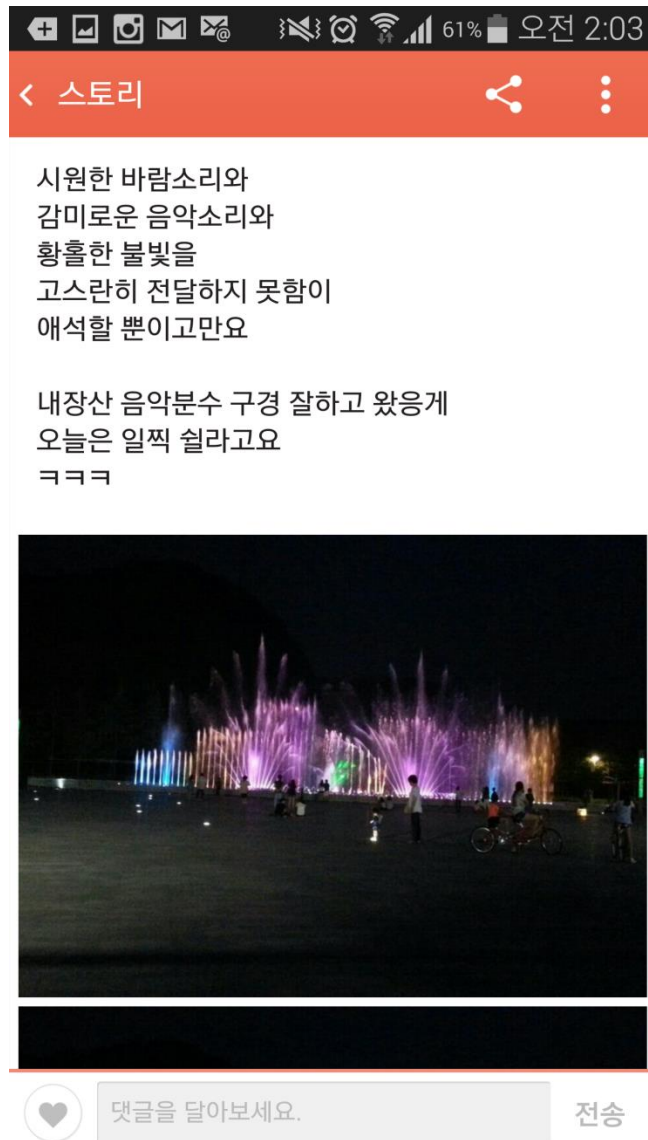 61% 오전 2:03
스토리
시원한 바람소리와
감미로운 음악소리와
황홀한 불빛을
고스란히 전달하지 못함이
애석할 뿐이고만요
내장산 음악분수 구경 잘하고 왔응게
오늘은 일찍 쉴라고요
ㅋㅋㅋ
댓글을 달아보세요. 전송